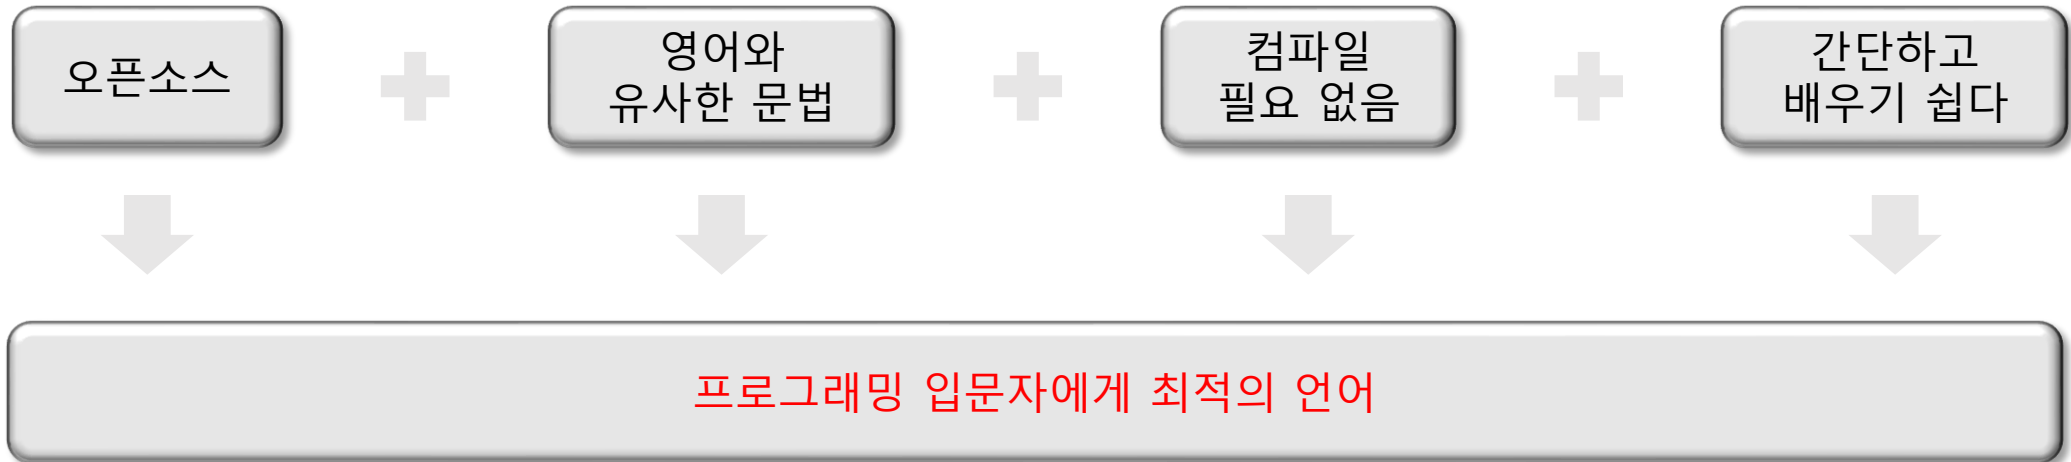 오픈소스
영어와
유사한 문법
컴파일
필요 없음
간단하고
배우기 쉽다
프로그래밍 입문자에게 최적의 언어